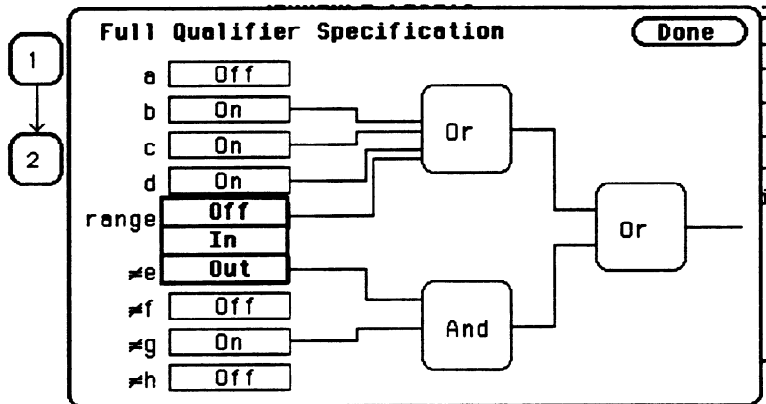 Full Qualifier Specification Done
1
2
a Off
b On
c On
d On
range Off
In
≠e Out
≠f Off
≠g On
≠h Off
Or
And
Or